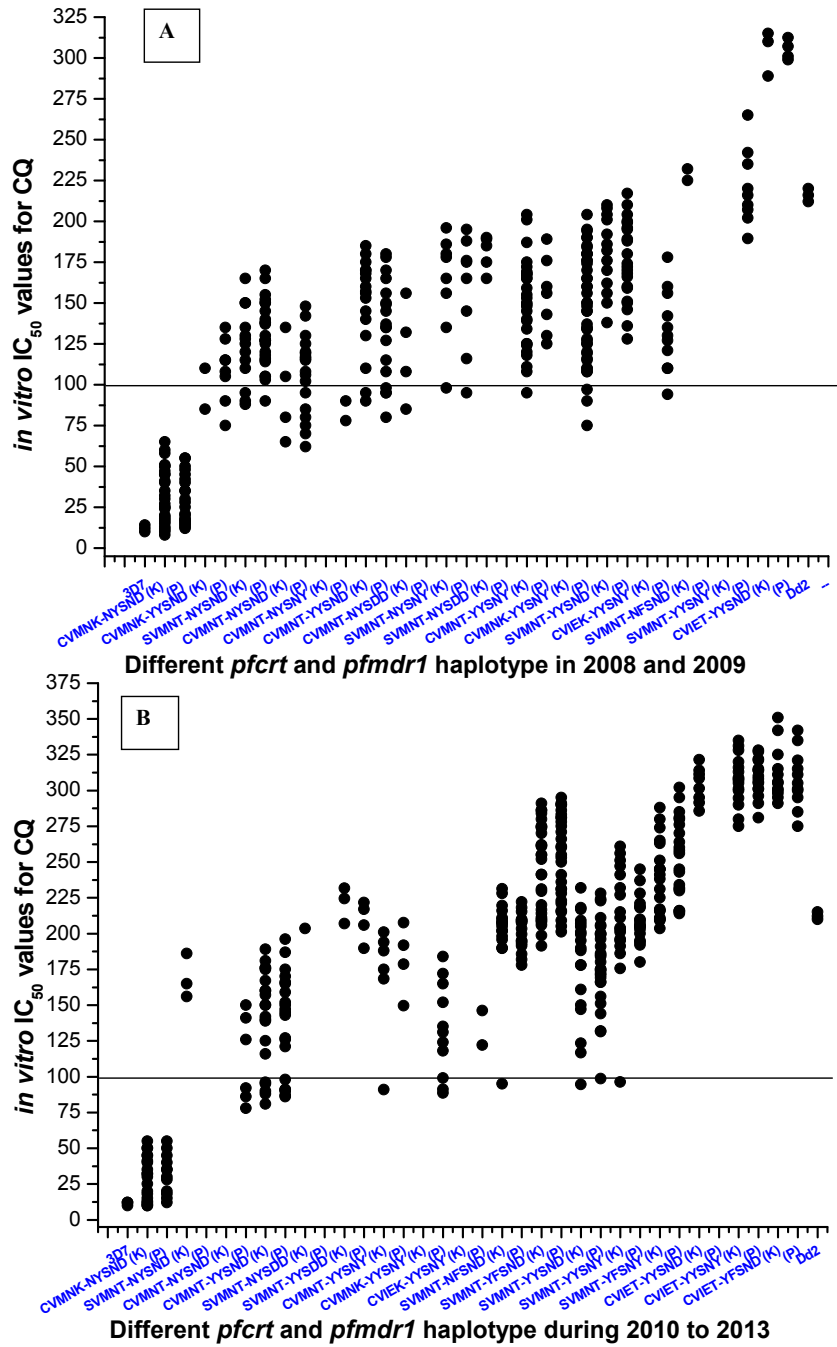 A
325
300
275
250
225
200
175
150
125
100
75
50
25
0
in vitro IC50 values for CQ
3D7
CVMNK-NYSND (K)
(P)
CVMNK-YYSND (K)
(P)
SVMNT-NYSND (K)
(P)
CVMNT-NYSND (K)
(P)
CVMNT-NYSNY (K)
(P)
CVMNT-YYSND (K)
(P)
CVMNT-NYSDD (K)
(P)
SVMNT-NYSNY (K)
(P)
SVMNT-NYSDD (K)
(P)
CVMNT-YYSNY (K)
(P)
CVMNK-YYSNY (K)
(P)
SVMNT-YYSND (K)
(P)
CVIEK-YYSNY (K)
(P)
SVMNT-NFSND (K)
(P)
SVMNT-YYSNY (K)
(P)
CVIET-YYSND (K)
(P)
Dd2
--
Different pfcrt and pfmdr1 haplotype in 2008 and 2009
B
375
350
325
300
275
250
225
200
175
150
125
100
75
50
25
0
in vitro IC50 values for CQ
3D7
CVMNK-NYSND (K)
(P)
SVMNT-NYSND (K)
(P)
CVMNT-NYSND (K)
(P)
CVMNT-YYSND (K)
(P)
SVMNT-NYSDD (K)
(P)
SVMNT-YYSDD (K)
(P)
CVMNT-YYSNY (K)
(P)
CVMNK-YYSNY (K)
(P)
CVIEK-YYSNY (K)
(P)
SVMNT-NFSND (K)
(P)
SVMNT-YFSND (K)
(P)
SVMNT-YYSND (K)
(P)
SVMNT-YYSNY (K)
(P)
SVMNT-YFSNY (K)
(P)
CVIET-YYSND (K)
(P)
CVIET-YYSNY (K)
(P)
CVIET-YFSND (K)
(P)
Dd2
Different pfcrt and pfmdr1 haplotype during 2010 to 2013